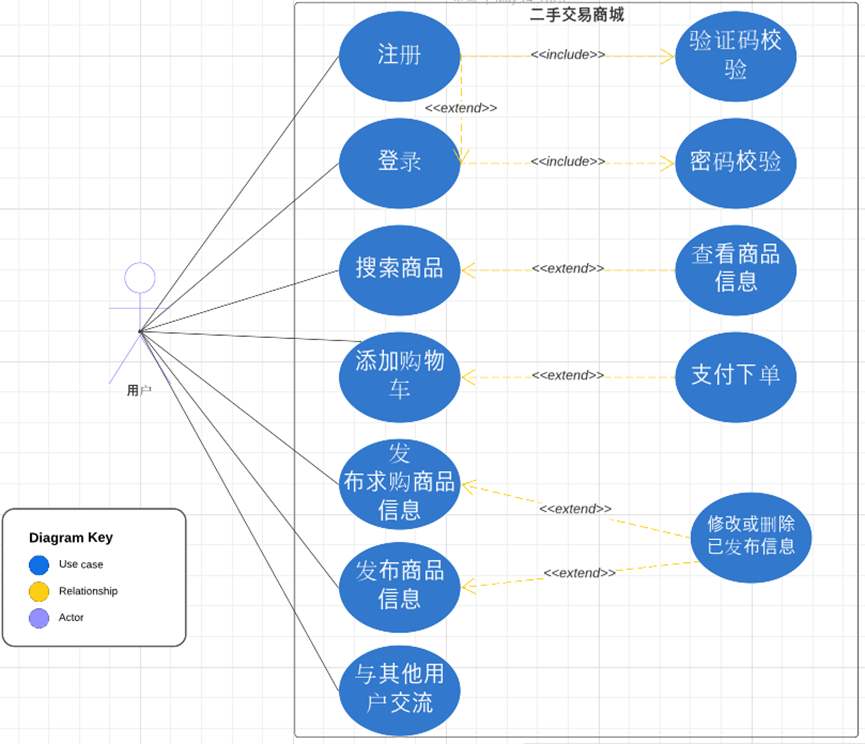 二手交易商城
注册
<<include>>
验证码校
验
<<extend>>
登录
<<include>>
密码校验
搜索商品
<<extend>>
查看商品
信息
添加购物
车
<<extend>>
支付下单
用户
发
布求购商品
信息
<<extend>>
修改或删除
已发布信息
发布商品
信息
<<extend>>
与其他用
户交流
Diagram Key
Use case
Relationship
Actor